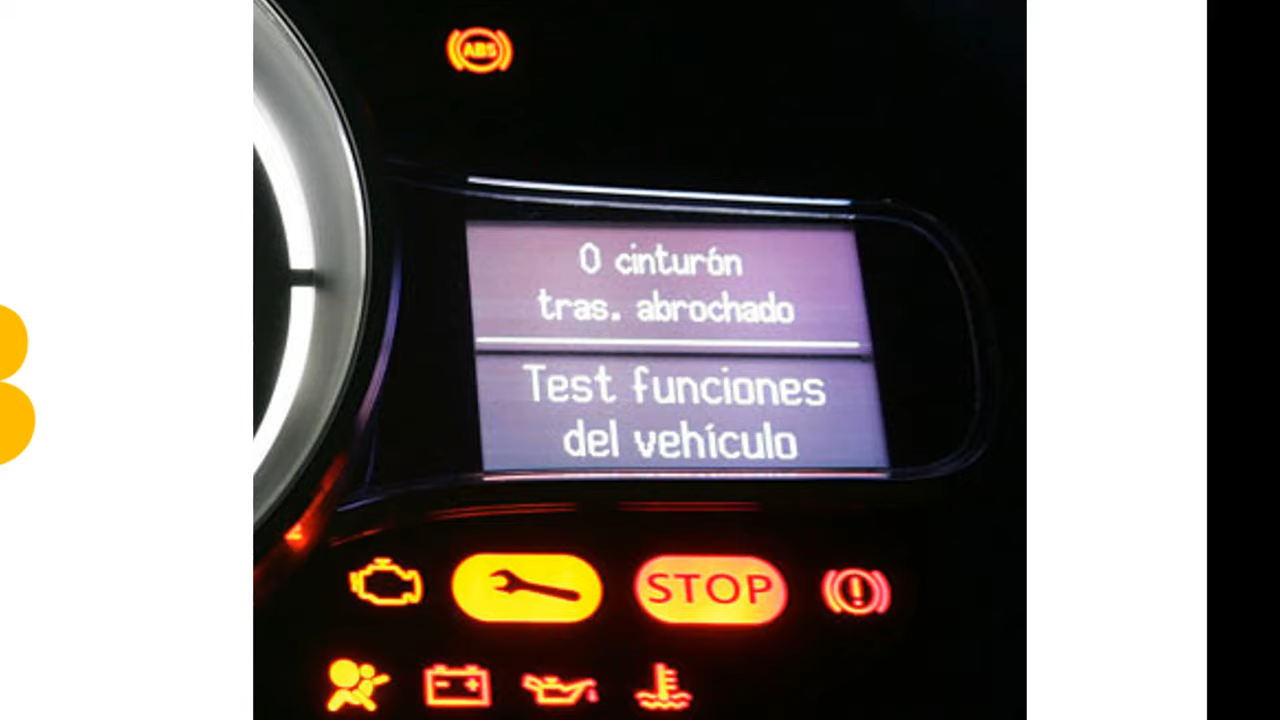 ABS
0 cinturón
tras. abrochado
Test funciones
del vehículo
STOP